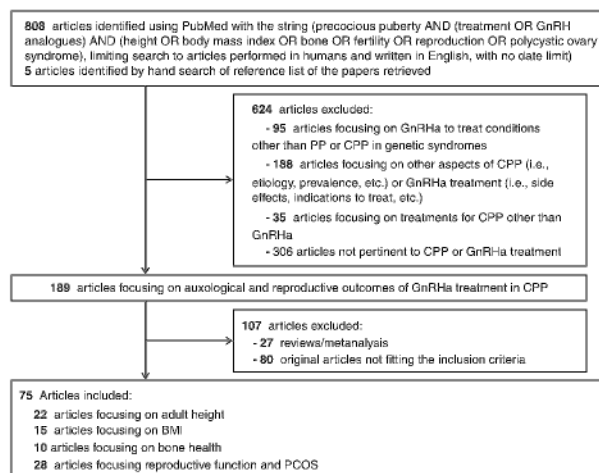 808 articles identified using PubMed with the string (precocious puberty AND (treatment OR GnRH
analogues) AND (height OR body mass index OR bone OR fertility OR reproduction OR polycystic ovary
syndrome), limiting search to articles performed in humans and written in English, with no date limit)
5 articles identified by hand search of reference list of the papers retrieved
624 articles excluded:
- 95 articles focusing on GnRHa to treat conditions
other than PP or CPP in genetic syndromes
- 188 articles focusing on other aspects of CPP (i.e.,
etiology, prevalence, etc.) or GnRHa treatment (i.e., side
effects, indications to treat, etc.)
- 35 articles focusing on treatments for CPP other than
GnRHa
- 306 articles not pertinent to CPP or GnRHa treatment
189 articles focusing on auxological and reproductive outcomes of GnRHa treatment in CPP
107 articles excluded:
- 27 reviews/metanalysis
- 80 original articles not fitting the inclusion criteria
75 Articles included:
22 articles focusing on adult height
15 articles focusing on BMI
10 articles focusing on bone health
28 articles focusing reproductive function and PCOS